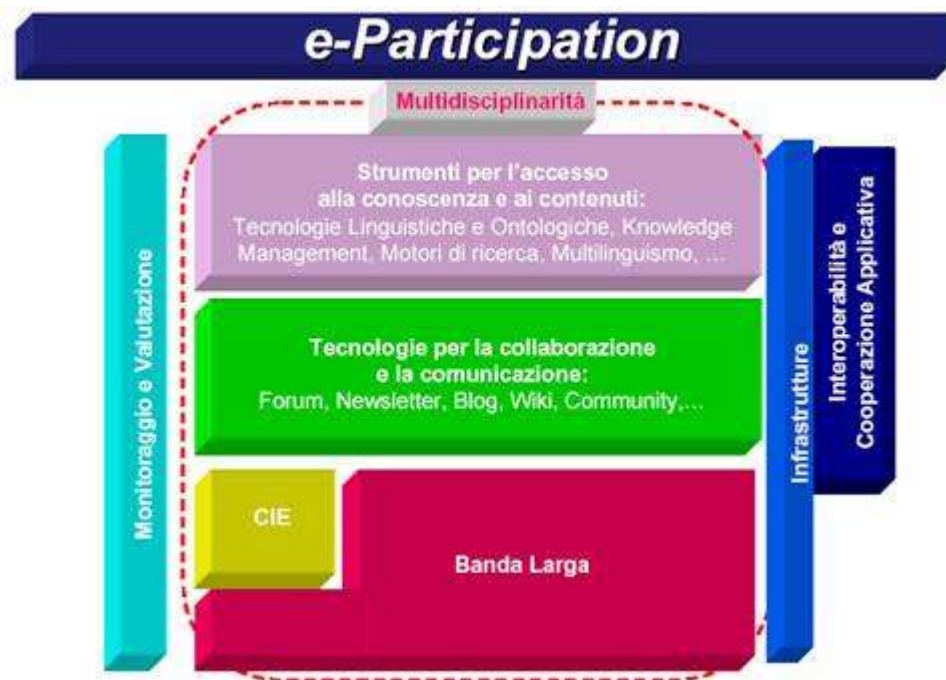 e-Participation
Multidisciplinarità
Strumenti per l'accesso
alla conoscenza e ai contenuti:
Tecnologie Linguistiche e Ontologiche, Knowledge
Management, Motori di ricerca, Multilinguismo, ...
Tecnologie per la collaborazione
e la comunicazione:
Forum, Newsletter, Blog, Wiki, Community,...
CIE
Banda Larga
Monitoraggio e Valutazione
Infrastrutture
Interoperabilità e
Cooperazione Applicativa